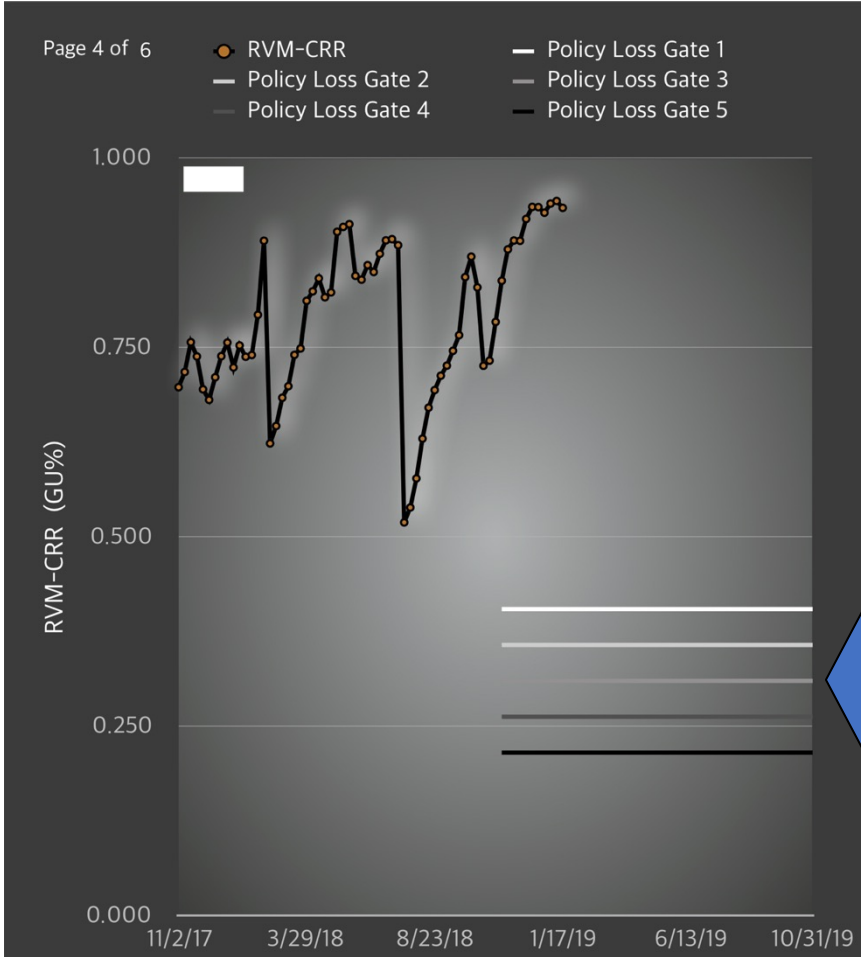 Page 4 of 6
RVM-CRR
Policy Loss Gate 1
Policy Loss Gate 2
Policy Loss Gate 3
Policy Loss Gate 4
Policy Loss Gate 5
1.000
0.750
0.500
0.250
0.000
RVM-CRR (GU%)
11/2/17 3/29/18 8/23/18 1/17/19 6/13/19 10/31/19